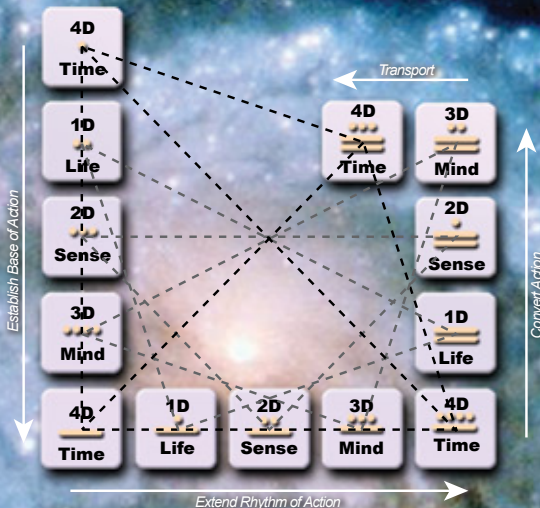 4D
Time
Transport
1D
Life
4D
Time
3D
Mind
2D
Sense
2D
Sense
3D
Mind
1D
Life
4D
Time
1D
Life
2D
Sense
3D
Mind
4D
Time
Establish Base of Action
Convert Action
Extend Rhythm of Action